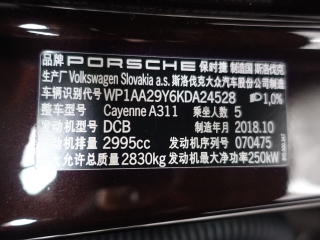 品牌 PORSCHE 保时捷 制造国 斯洛伐克
生产厂 Volkswagen Slovakia a.s. 斯洛伐克大众汽车股份制造
车辆识别代号 WP1AA29Y6KDA24528 1,0%
整车型号 Cayenne A311 乘坐人数 5
发动机型号 DCB 制造年月 2018.10
发动机排量 2995cc 发动机号 070475
最大允许总质量 2830kg 发动机最大净功率 250kW